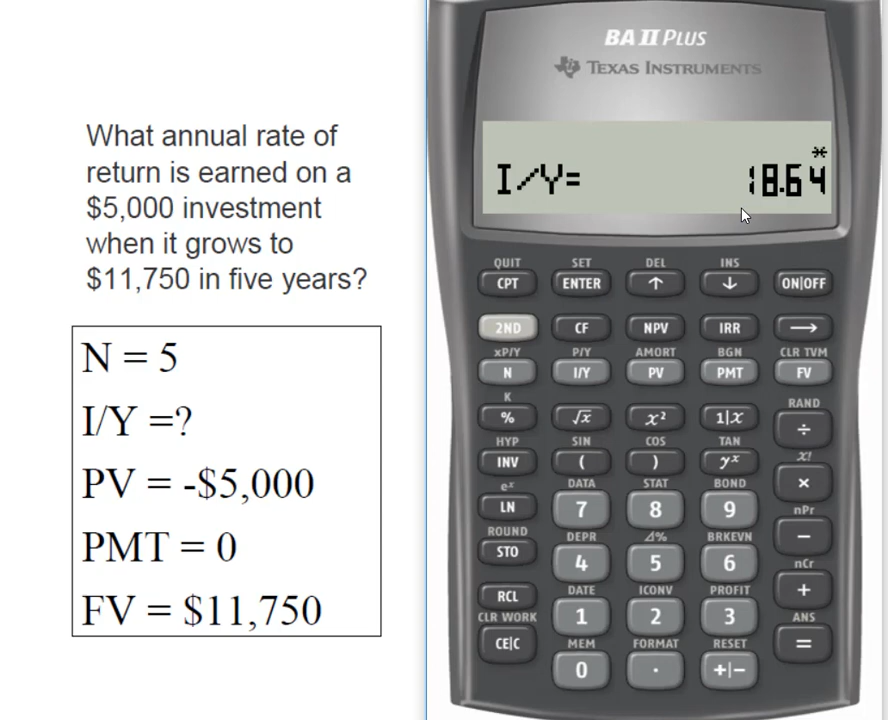 What annual rate of
return is earned on a
$5,000 investment
when it grows to
$11,750 in five years?
N = 5
I/Y =?
PV = -$5,000
PMT = 0
FV = $11,750
BA II PLUS
TEXAS INSTRUMENTS
*
I/Y= 18.64
QUIT SET DEL INS
CPT ENTER ↑ ↓ ON|OFF
2ND CF NPV IRR →
xP/Y P/Y AMORT BGN CLR TVM
N I/Y PV PMT FV
K RAND
% √x x² 1|x ÷
HYP SIN COS TAN x!
INV ( ) yˣ ×
eˣ DATA STAT BOND nPr
LN 7 8 9 −
ROUND DEPR Δ% BRKEVN nCr
STO 4 5 6 +
DATE ICONV PROFIT ANS
RCL 1 2 3 =
CLR WORK MEM FORMAT RESET
CE|C 0 . +|−